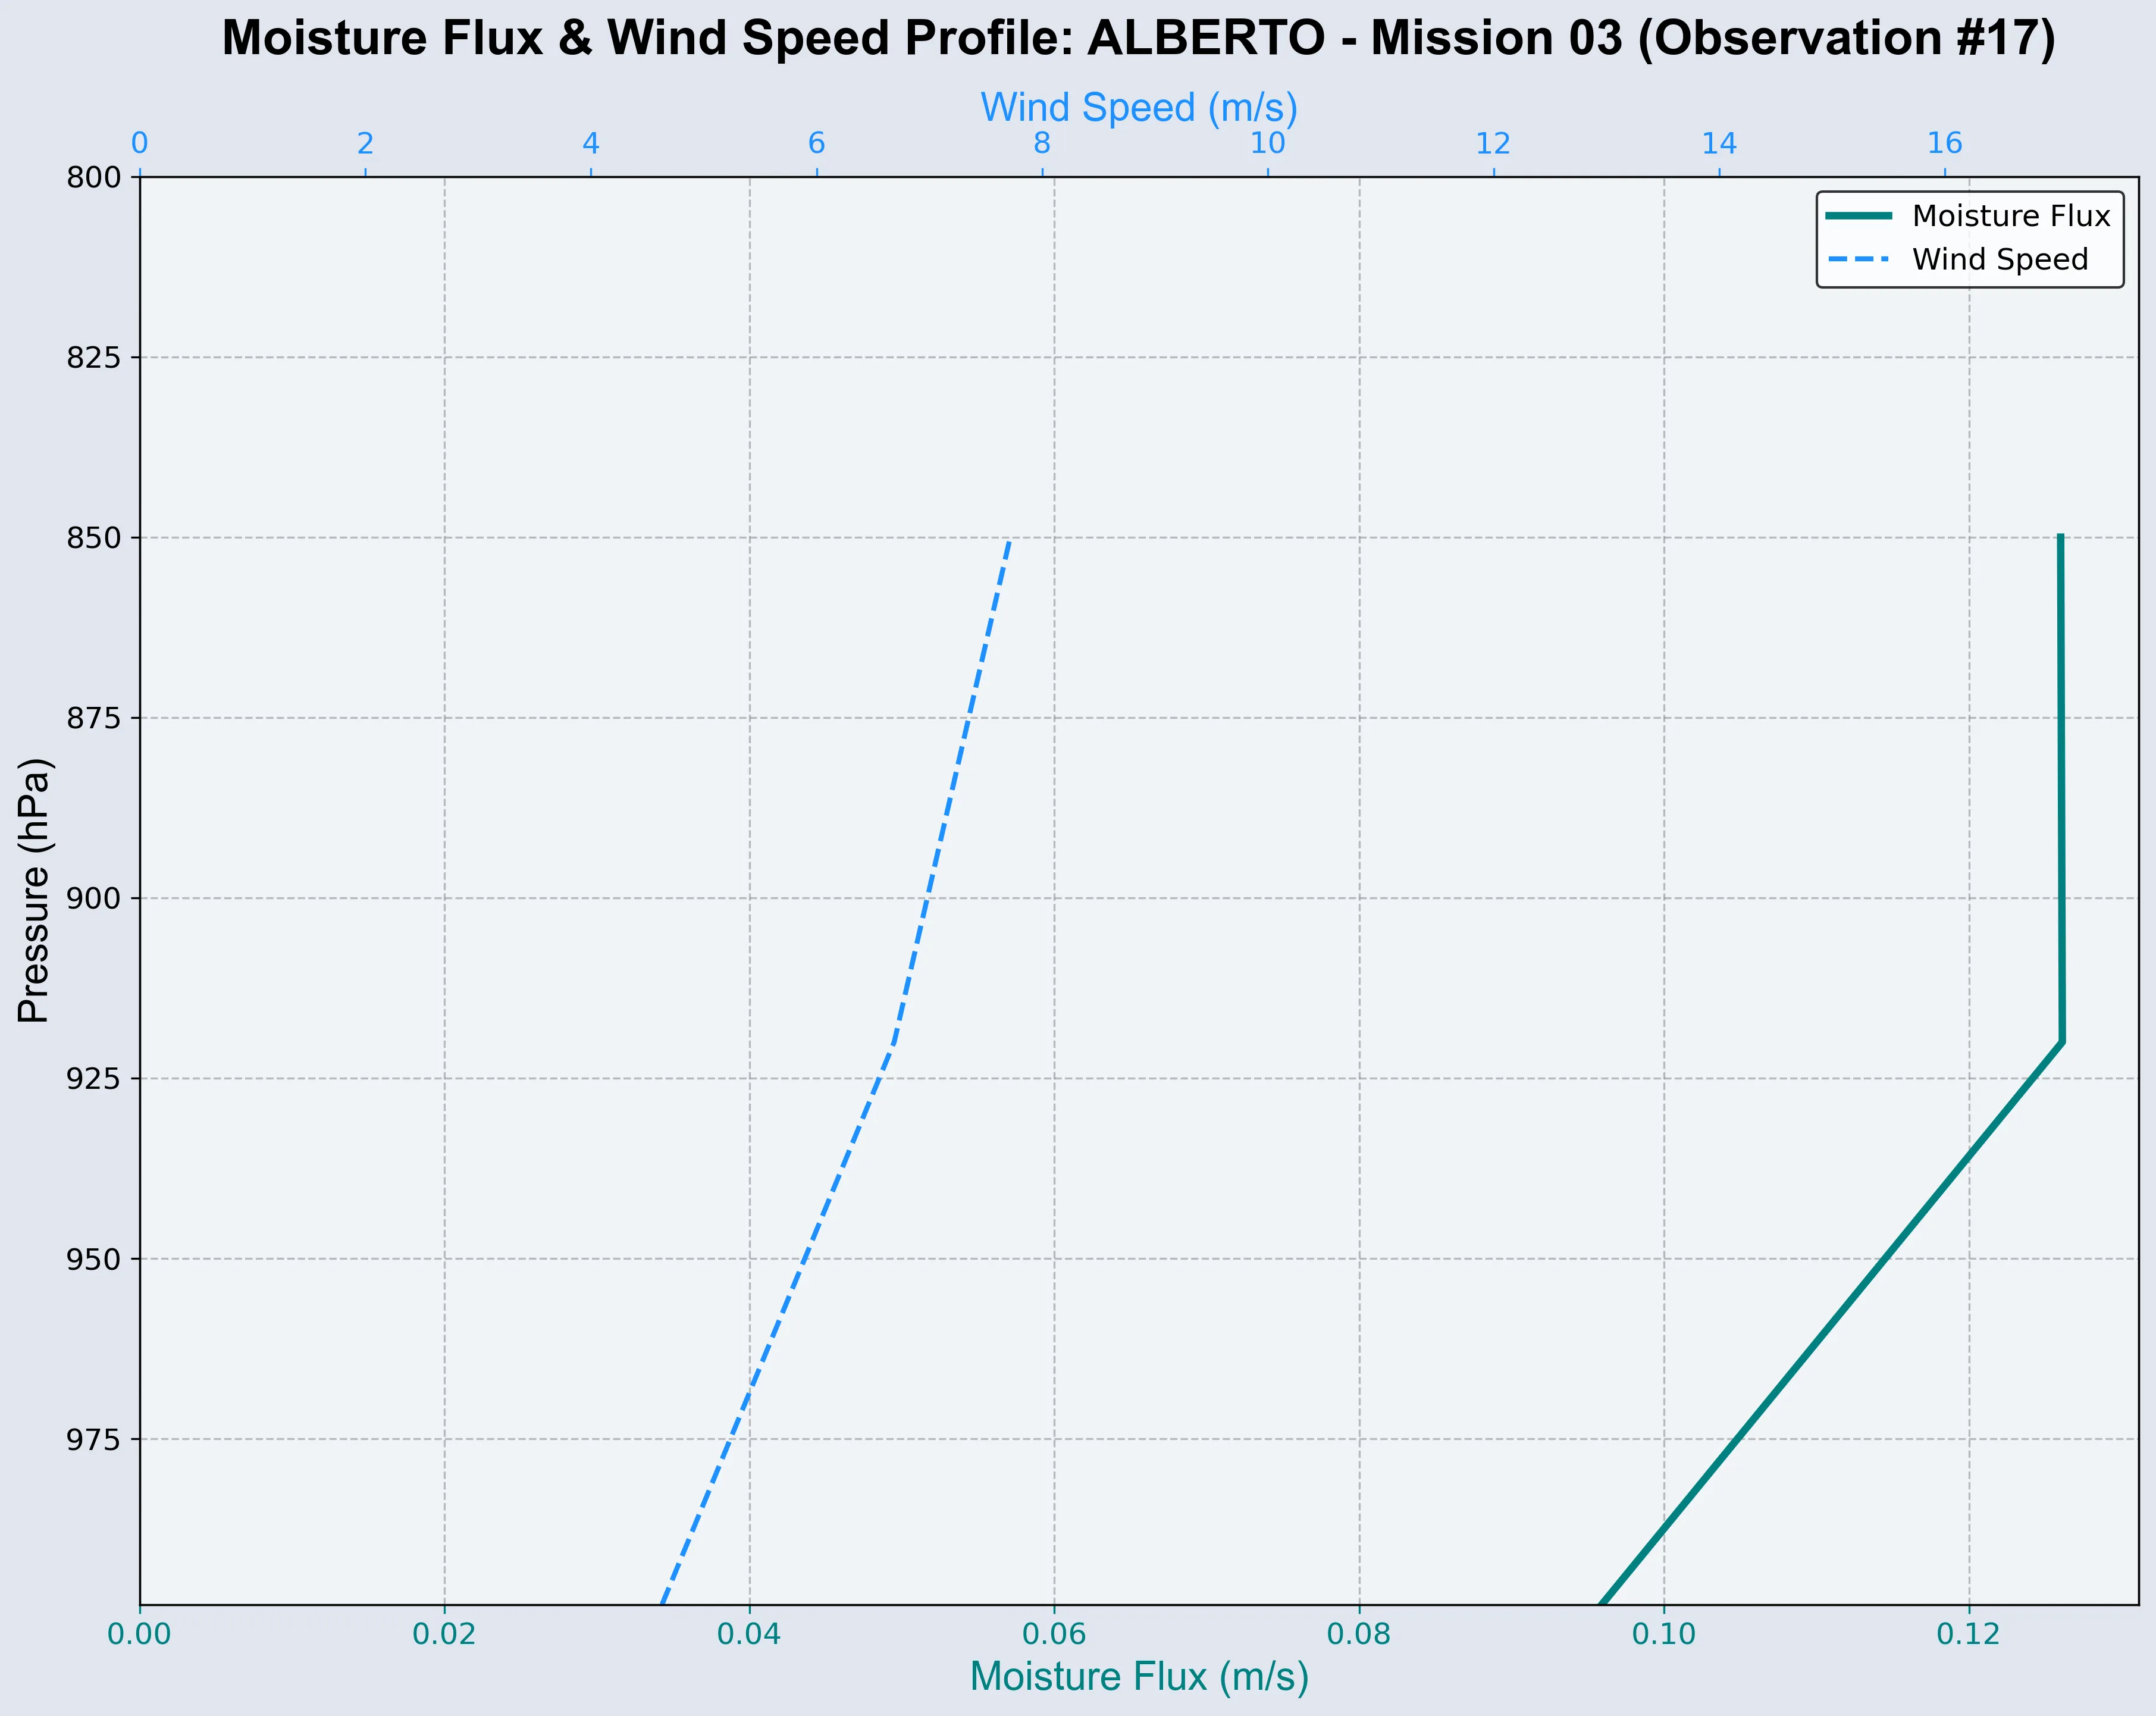 Moisture Flux & Wind Speed Profile: ALBERTO - Mission 03 (Observation #17)
Wind Speed (m/s)
0 2 4 6 8 10 12 14 16
800
825
850
875
900
925
950
975
Pressure (hPa)
Moisture Flux
Wind Speed
0.00 0.02 0.04 0.06 0.08 0.10 0.12
Moisture Flux (m/s)